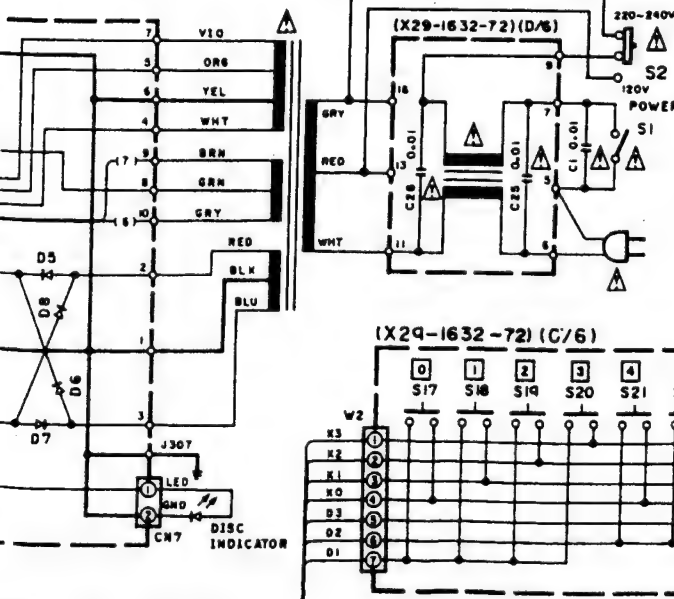 7 VIO
5 ORG
6 YEL
4 WHT
9 BRN
(7)
8 GRN
10 GRY
(6)
2 RED
BLK
BLU
1
3
D5
D8
D6
D7
J307
1 LED
2 GND
CN7
DISC
INDICATOR
(X29-1632-72)(D/6)
220~240V
S2
120V
POWER
S1
GRY
16
9
7
RED
13
5
WHT
11
6
C26 0.01
C25 0.01
C1 0.01
(X29-1632-72)(C/6)
0 1 2 3 4
S17 S18 S19 S20 S21
W2
K3 1
K2 2
K1 3
K0 4
D3 5
D2 6
D1 7